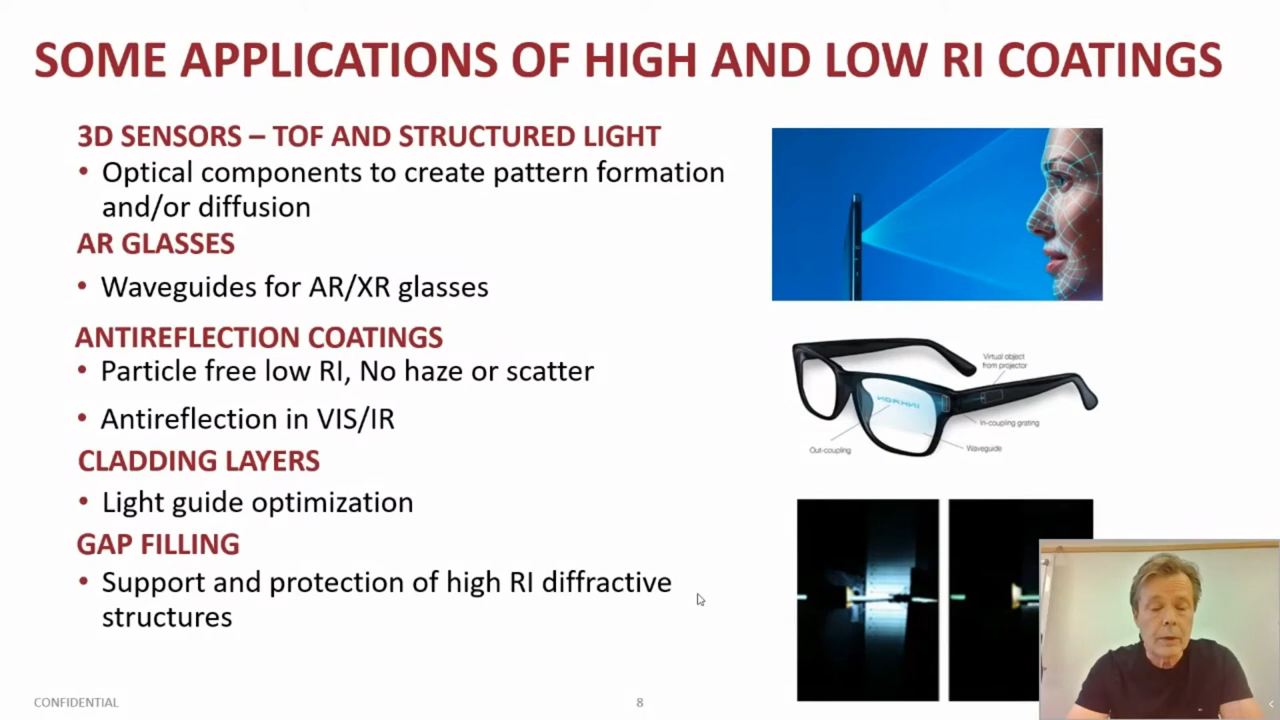 SOME APPLICATIONS OF HIGH AND LOW RI COATINGS
3D SENSORS – TOF AND STRUCTURED LIGHT
• Optical components to create pattern formation
and/or diffusion
AR GLASSES
• Waveguides for AR/XR glasses
ANTIREFLECTION COATINGS
• Particle free low RI, No haze or scatter
• Antireflection in VIS/IR
CLADDING LAYERS
• Light guide optimization
GAP FILLING
• Support and protection of high RI diffractive
structures
Virtual object
from projector
In-coupling grating
Waveguide
Out-coupling
CONFIDENTIAL
8